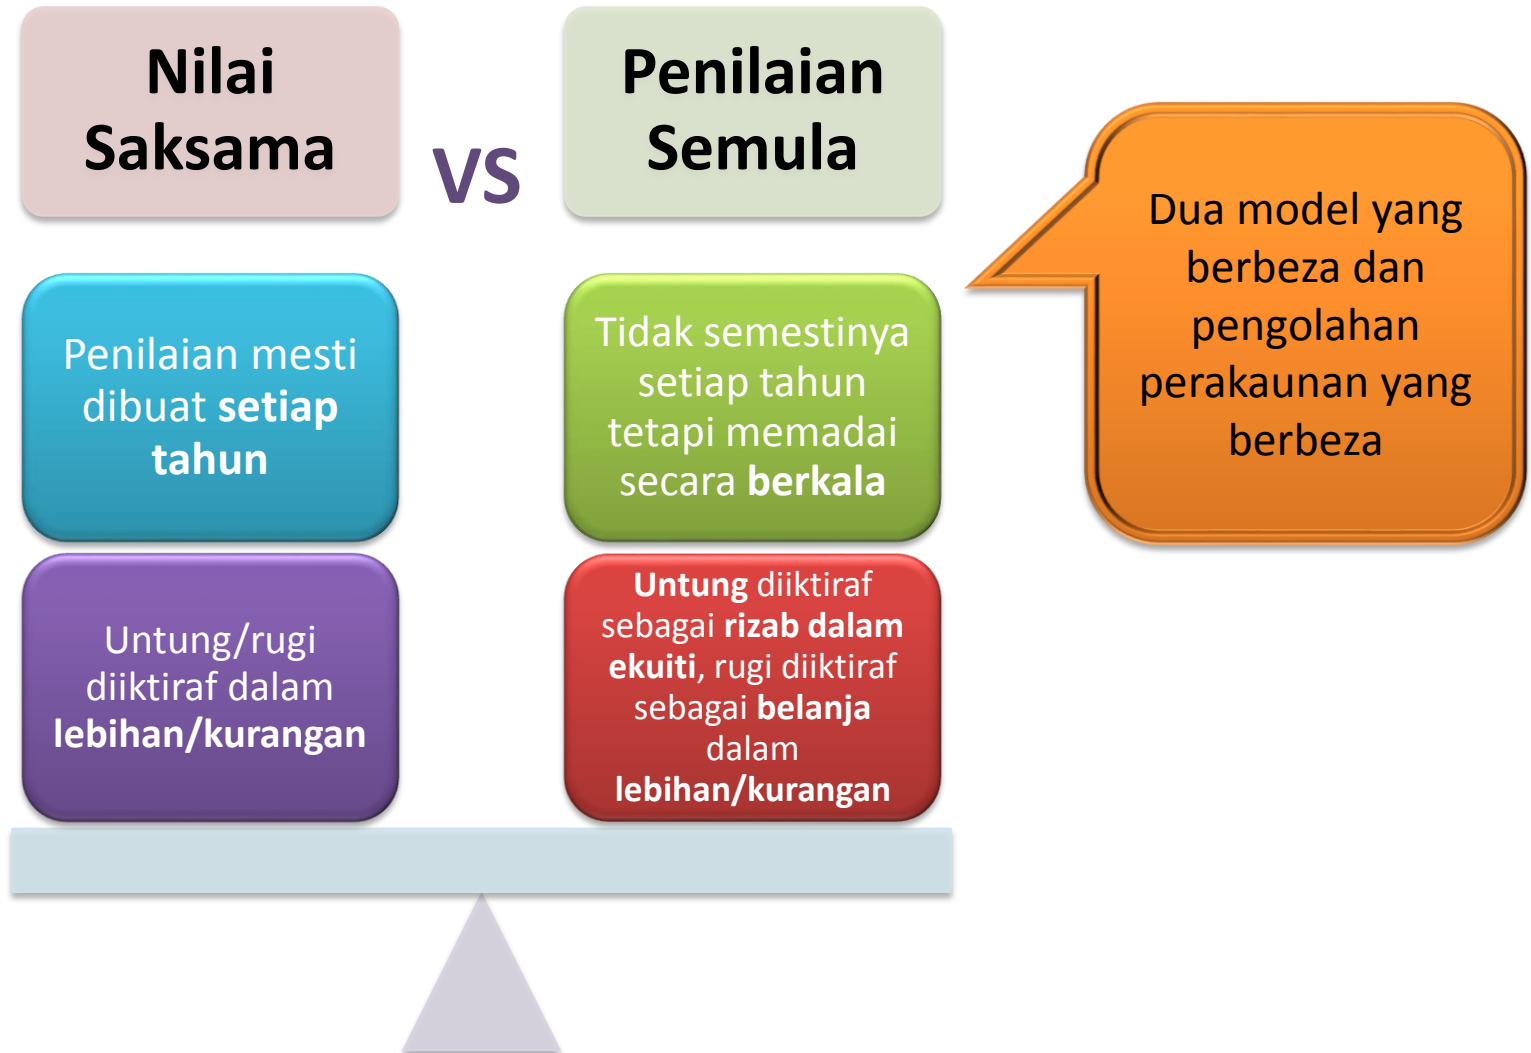 Nilai
Saksama
VS
Penilaian
Semula
Penilaian mesti
dibuat setiap
tahun
Tidak semestinya
setiap tahun
tetapi memadai
secara berkala
Untung/rugi
diiktiraf dalam
lebihan/kurangan
Untung diiktiraf
sebagai rizab dalam
ekuiti, rugi diiktiraf
sebagai belanja
dalam
lebihan/kurangan
Dua model yang
berbeza dan
pengolahan
perakaunan yang
berbeza